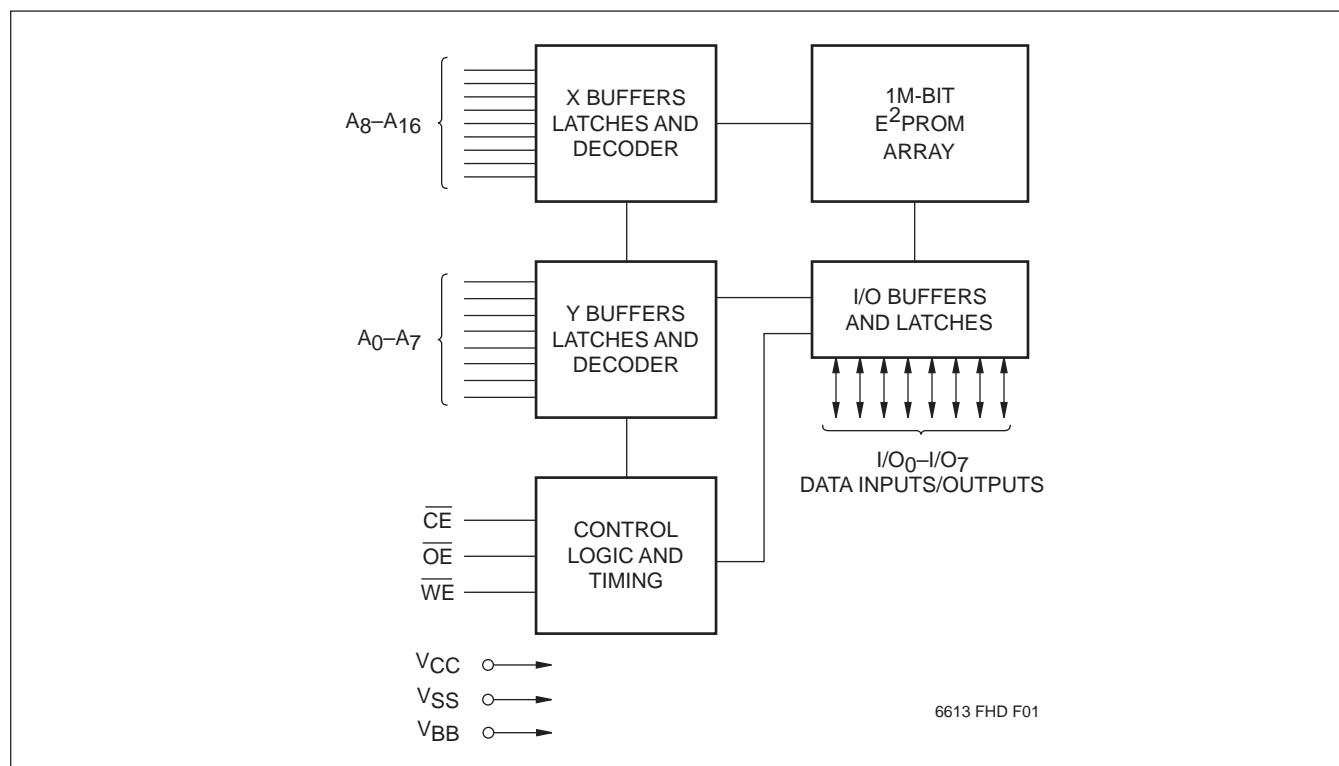 A8–A16
X BUFFERS
LATCHES AND
DECODER
1M-BIT
E2PROM
ARRAY
A0–A7
Y BUFFERS
LATCHES AND
DECODER
I/O BUFFERS
AND LATCHES
I/O0–I/O7
DATA INPUTS/OUTPUTS
CE
OE
WE
CONTROL
LOGIC AND
TIMING
VCC
VSS
VBB
6613 FHD F01